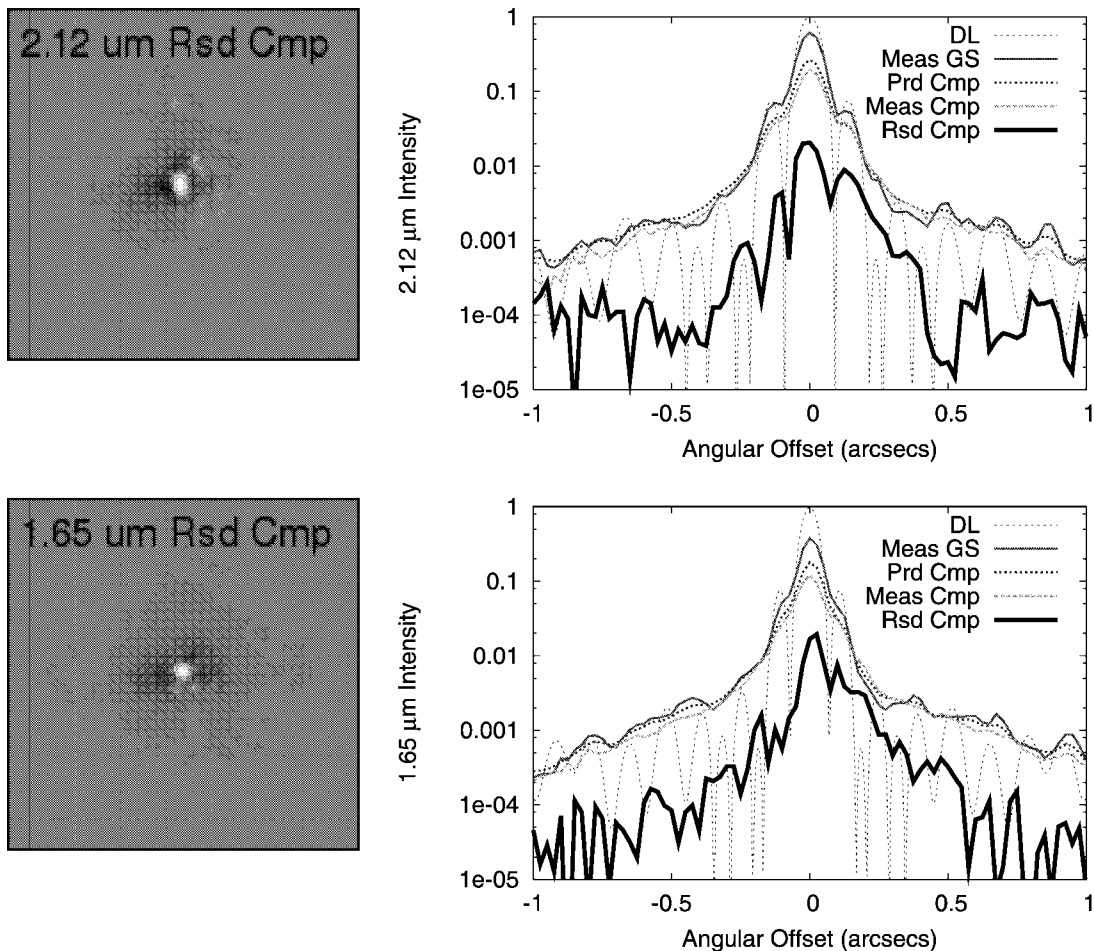 2.12 um Rsd Cmp
2.12 μm Intensity
1
0.1
0.01
0.001
1e-04
1e-05
DL
Meas GS
Prd Cmp
Meas Cmp
Rsd Cmp
-1
-0.5
0
0.5
1
Angular Offset (arcsecs)
1.65 um Rsd Cmp
1.65 μm Intensity
1
0.1
0.01
0.001
1e-04
1e-05
DL
Meas GS
Prd Cmp
Meas Cmp
Rsd Cmp
-1
-0.5
0
0.5
1
Angular Offset (arcsecs)